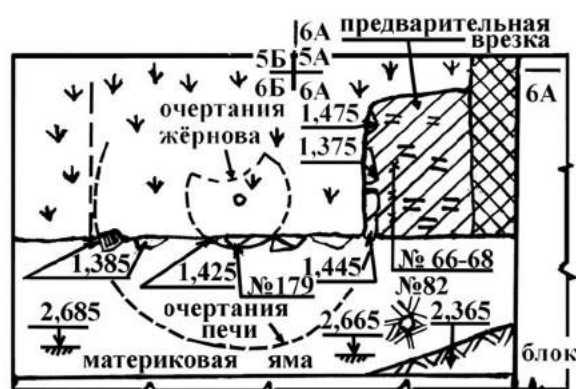 6А
предварительная
врезка
5Б 5А
6Б 6А
6А
очертания
жёрнова
1,475
1,375
1,385
1,425
№179
1,445
№ 66-68
№82
2,685
очертания
печи
2,665
2,365
материковая яма
блок